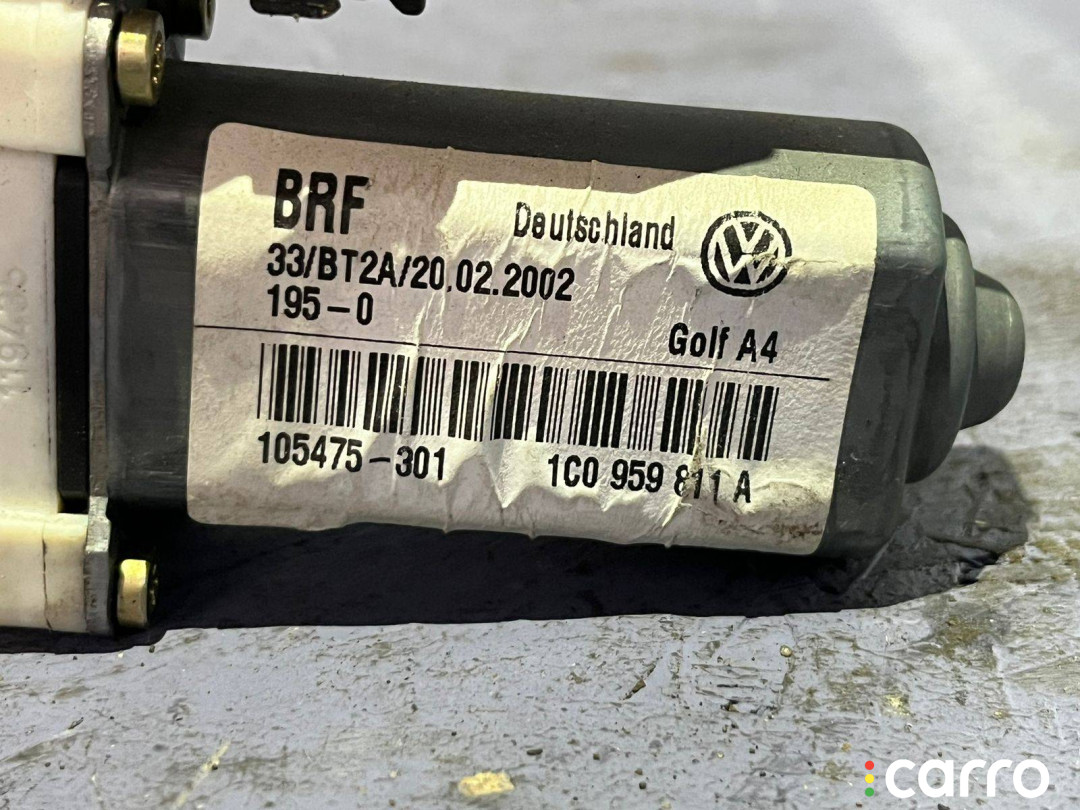 BRF
Deutschland
33/BT2A/20.02.2002
195-0
Golf A4
105475-301
1C0 959 811 A
carro